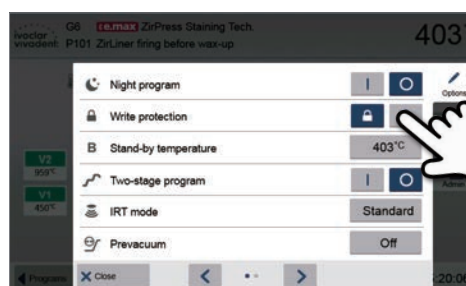 ivoclar G6 IPS e.max ZirPress Staining Tech.
vivadent P101 ZirLiner firing before wax-up 403°
Night program I O
Options
Write protection
B Stand-by temperature 403°C
V2
959°C
Two-stage program I O
V1
450°C
IRT mode Standard
Prevacuum Off
Programs X Close < > 5:20:06